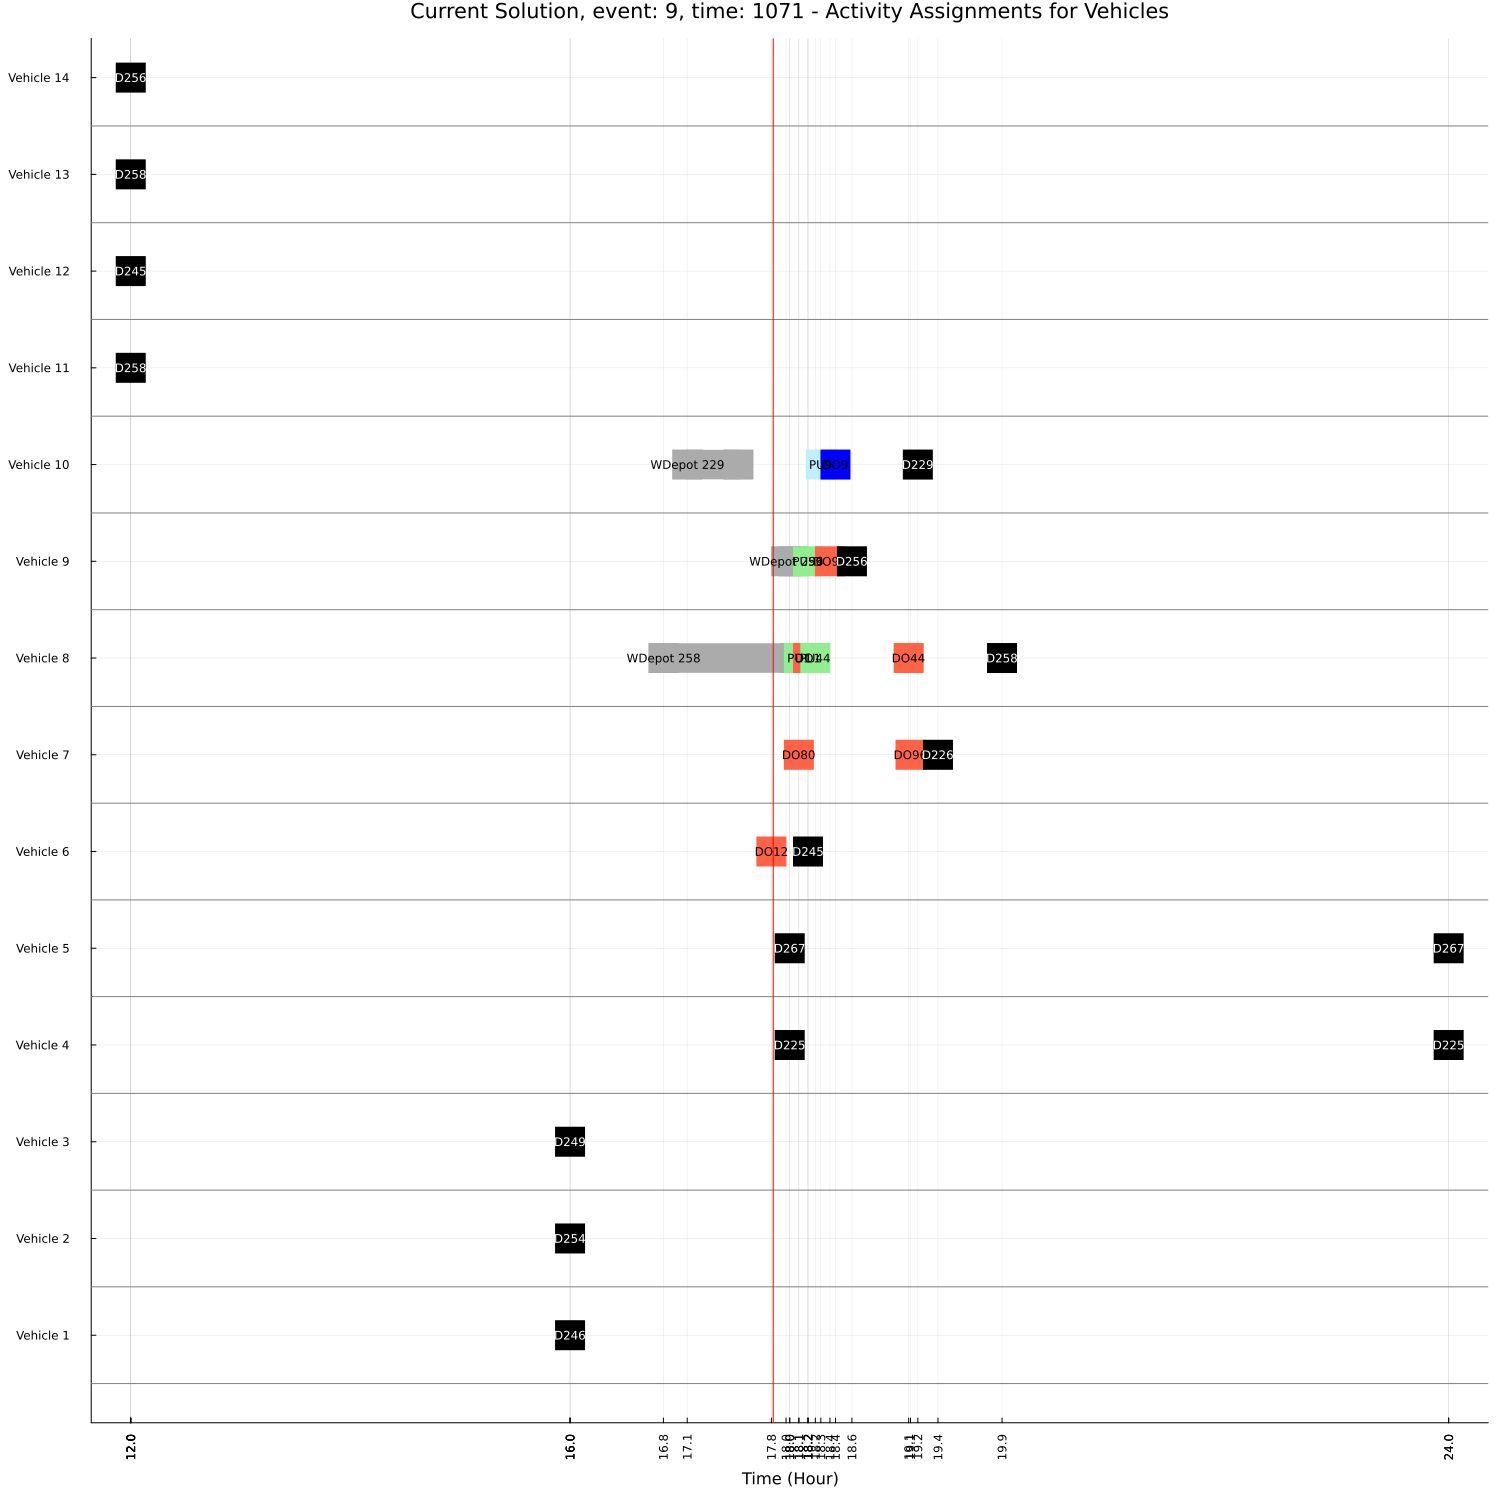 Current Solution, event: 9, time: 1071 - Activity Assignments for Vehicles
Vehicle 14
D256
Vehicle 13
D258
Vehicle 12
D245
Vehicle 11
D258
Vehicle 10
WDepot 229
D229
Vehicle 9
D256
Vehicle 8
WDepot 258
DO44
D258
Vehicle 7
DO80
D226
Vehicle 6
DO12
D245
Vehicle 5
D267
D267
Vehicle 4
D225
D225
Vehicle 3
D249
Vehicle 2
D254
Vehicle 1
D246
12.0
16.0
16.8
17.1
17.8
18.4
18.6
19.2
19.4
19.9
24.0
Time (Hour)